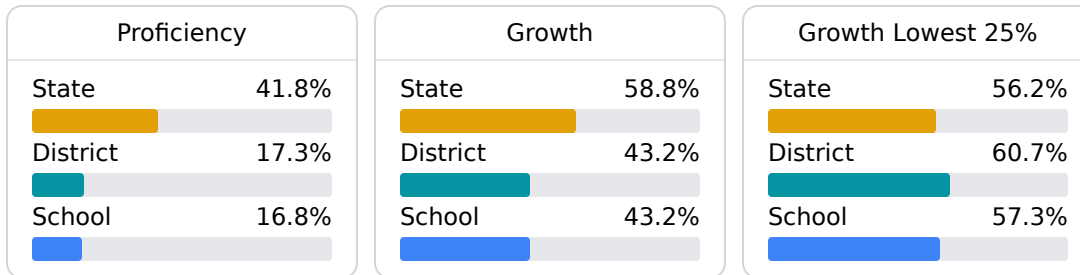 Proficiency
State 41.8%
District 17.3%
School 16.8%
Growth
State 58.8%
District 43.2%
School 43.2%
Growth Lowest 25%
State 56.2%
District 60.7%
School 57.3%